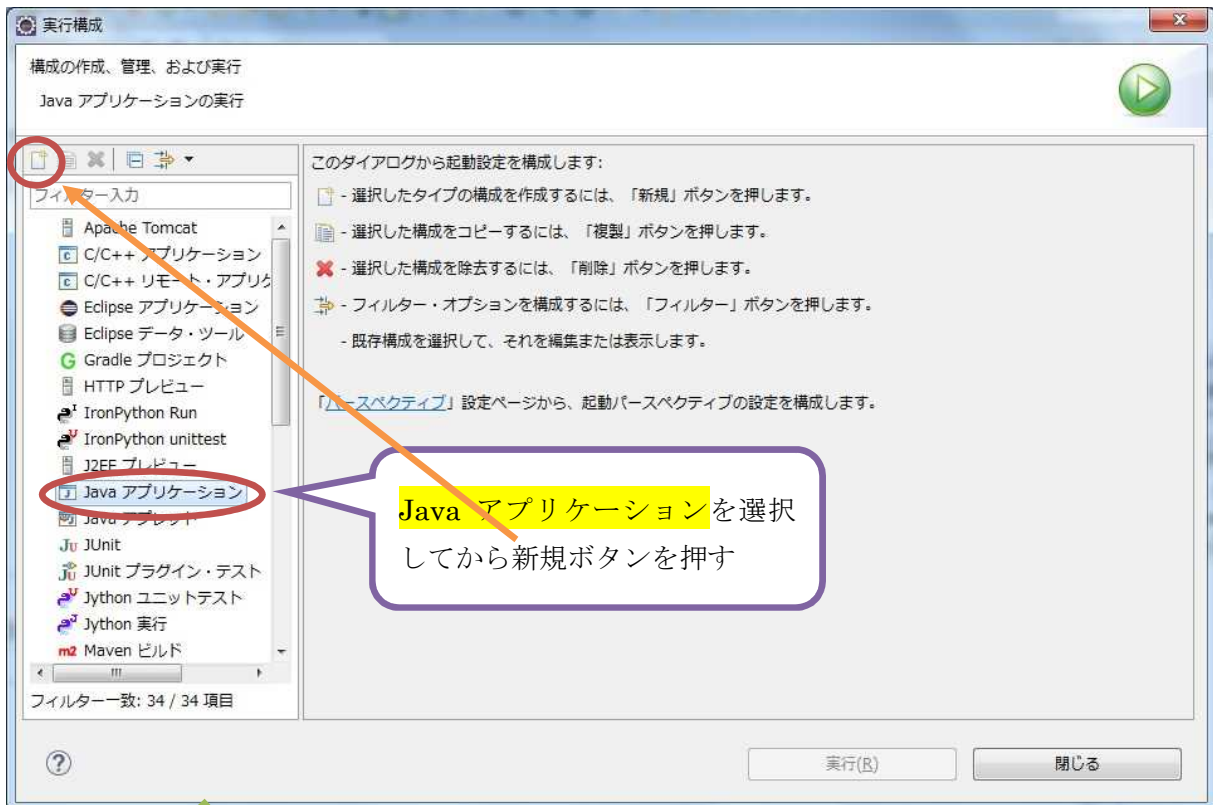 実行構成
構成の作成、管理、および実行
Java アプリケーションの実行
フィルター入力
Apache Tomcat
C/C++ アプリケーション
C/C++ リモート・アプリケ
Eclipse アプリケーション
Eclipse データ・ツール
Gradle プロジェクト
HTTP プレビュー
IronPython Run
IronPython unittest
J2EE プレビュー
Java アプリケーション
Java アプレット
JUnit
JUnit プラグイン・テスト
Jython ユニットテスト
Jython 実行
m2 Maven ビルド
フィルター一致: 34 / 34 項目
このダイアログから起動設定を構成します:
- 選択したタイプの構成を作成するには、「新規」ボタンを押します。
- 選択した構成をコピーするには、「複製」ボタンを押します。
- 選択した構成を除去するには、「削除」ボタンを押します。
- フィルター・オプションを構成するには、「フィルター」ボタンを押します。
- 既存構成を選択して、それを編集または表示します。
「パースペクティブ」設定ページから、起動パースペクティブの設定を構成します。
Java アプリケーションを選択
してから新規ボタンを押す
実行(R)
閉じる